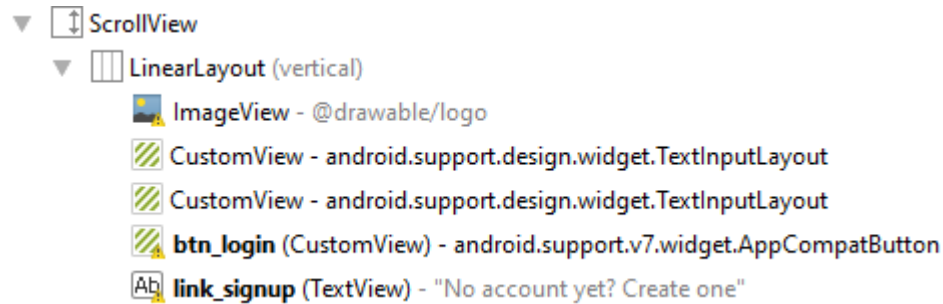 ScrollView
LinearLayout (vertical)
ImageView - @drawable/logo
CustomView - android.support.design.widget.TextInputLayout
CustomView - android.support.design.widget.TextInputLayout
btn_login (CustomView) - android.support.v7.widget.AppCompatButton
Ab link_signup (TextView) - "No account yet? Create one"